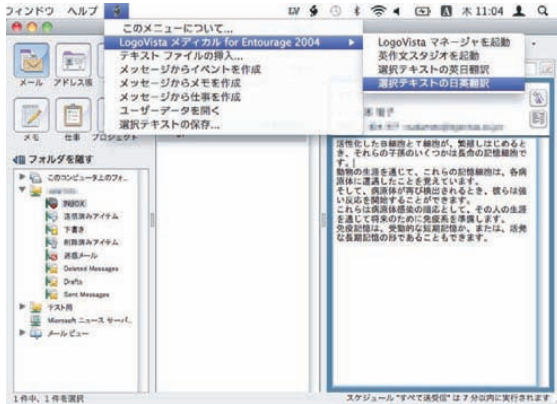 ィンドウ ヘルプ
木 11:04
このメニューについて...
LogoVista メディカル for Entourage 2004
テキスト ファイルの挿入...
メッセージからイベントを作成
メッセージからメモを作成
メッセージから仕事を作成
ユーザーデータを開く
選択テキストの保存...
LogoVista マネージャを起動
英作文スタジオを起動
選択テキストの英日翻訳
選択テキストの日英翻訳
メール アドレス帳
メモ 仕事 プロジェクト
フォルダを隠す
このコンピュータ上のフォ..
INBOX
送信済みアイテム
下書き
削除済みアイテム
迷惑メール
Deleted Messages
Drafts
Sent Messages
テスト用
Microsoft ニュース サーバ..
メール ビュー
活性化したB細胞とT細胞が、繁殖しはじめると
き、それらの子孫のいくつかは長命の記憶細胞で
す。
動物の生涯を通じて、これらの記憶細胞は、各病
原体に遭遇したことを覚えています。
そして、病原体が再び検出されるとき、彼らは強
い反応を開始することができます。
これらは病原体感染の順応として、その人の生涯
を通じて将来のために免疫系を準備します。
免疫記憶は、受動的な短期記憶か、または、活発
な長期記憶の形であることもできます。
1 件中、1 件を選択
スケジュール "すべて送受信" は 7 分以内に実行されます